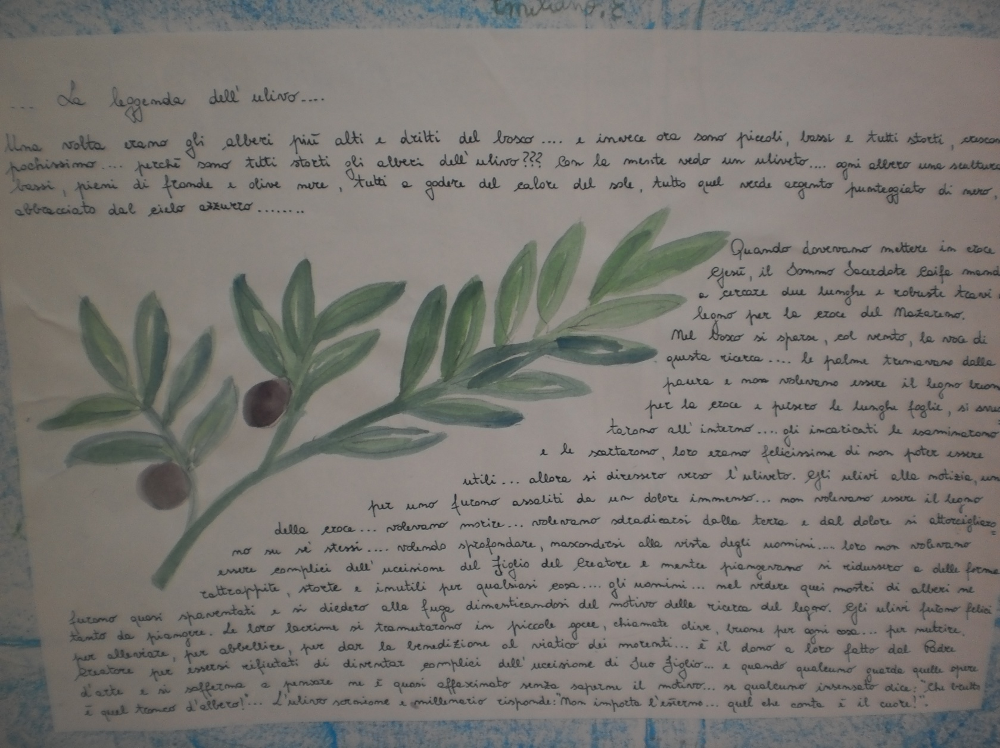 Emiliano. E
... La leggenda dell'ulivo....
Una volta erano gli alberi più alti e dritti del bosco.... e invece ora sono piccoli, bassi e tutti storti, crescon
pochissimo.... perchè sono tutti storti gli alberi dell'ulivo??? Con la mente vedo un uliveto.... ogni albero una scultura
bassi, pieni di fronde e olive nere, tutti a godere del calore del sole, tutto quel verde argento punteggiato di nero,
abbracciato dal cielo azzurro........
Quando dovevamo mettere in croce
Gesù, il Sommo Sacerdote Caifa mand
a cercare due lunghe e robuste travi
legno per la croce del Nazareno.
Nel bosco si sparse, col vento, la voce di
questa ricerca.... le palme tremavano dalla
paura e non volevano essere il legno buon
per la croce e persero le lunghe foglie, si svuo
tarono all'interno.... gli incaricati le esaminarono
e le scartarono, loro erano felicissime di non poter essere
utili... allora si diressero verso l'uliveto. Gli ulivi alla notizia, un
per uno furono assaliti da un dolore immenso... non volevano essere il legno
della croce... volevano morire... volevano sdradicarsi dalla terra e dal dolore si attorcigliaro=
no su sè stessi.... volendo sprofondare, nascondersi alla vista degli uomini.... loro non volevano
essere complici dell'uccisione del Figlio del Creatore e mentre piangevano si ridussero a delle forme
rattrappite, storte e inutili per qualsiasi cosa.... gli uomini... nel vedere quei mostri di alberi ne
furono quasi spaventati e si diedero alla fuga dimenticandosi del motivo della ricerca del legno. Gli ulivi furono felici
tanto da piangere. Le loro lacrime si tramutarono in piccole gocce, chiamate olive, buone per ogni cosa... per nutrire,
per alleviare, per abbellire, per dar la benedizione al viatico dei morenti... è il dono a loro fatto dal Padre
Creatore per essersi rifiutati di diventar complici dell'uccisione di Suo Figlio... e quando qualcuno guarda quelle opere
d'arte e si sofferma a pensare ne è quasi affascinato senza saperne il motivo... se qualcuno insensato dice: "Che brutto
è quel tronco d'albero!"... L'ulivo sornione e millenario risponde: "Non importa l'esterno... quel che conta è il cuore!".